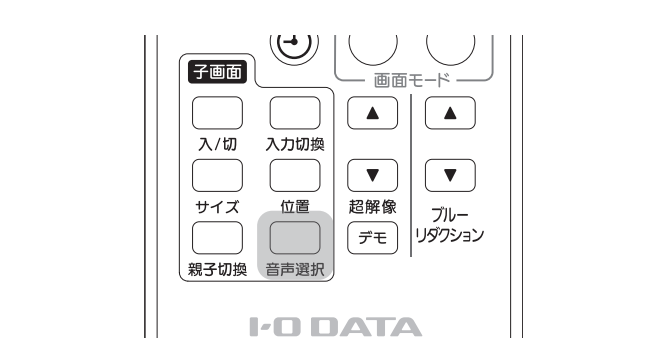 子画面
画面モード
入/切
入力切換
サイズ
位置
超解像
ブルー
リダクション
デモ
親子切換
音声選択
I-O DATA